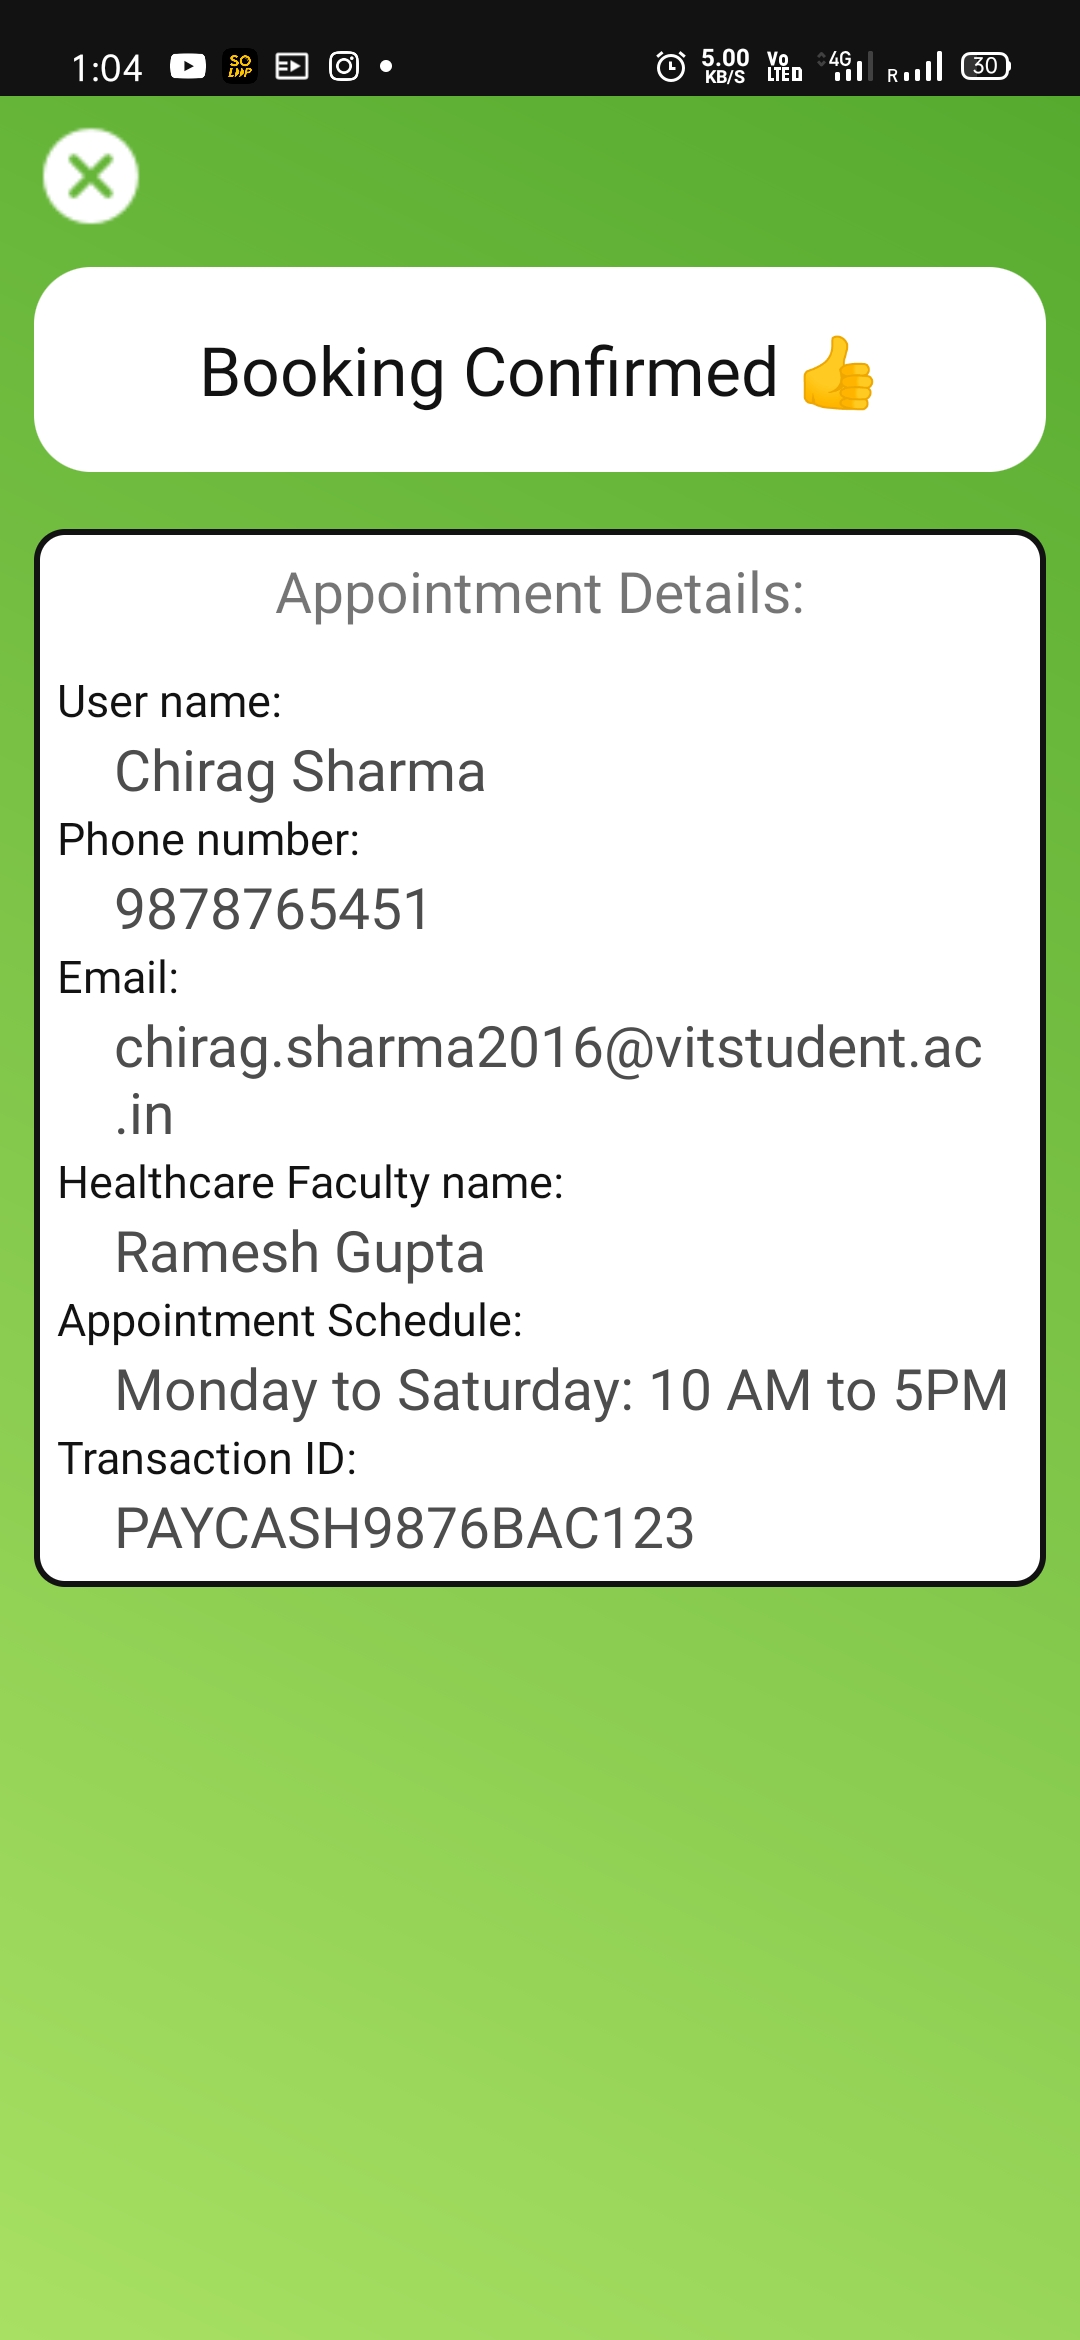 1:04 SO LOOP 5.00 KB/S Vo LTE 4G R 30
Booking Confirmed 👍
Appointment Details:
User name:
Chirag Sharma
Phone number:
9878765451
Email:
chirag.sharma2016@vitstudent.ac
.in
Healthcare Faculty name:
Ramesh Gupta
Appointment Schedule:
Monday to Saturday: 10 AM to 5PM
Transaction ID:
PAYCASH9876BAC123